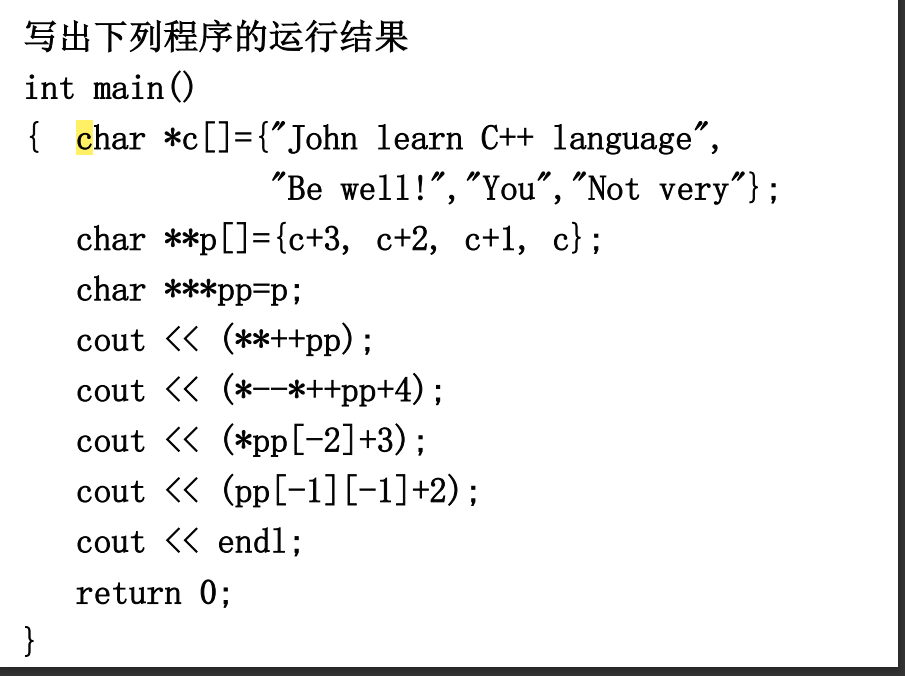 写出下列程序的运行结果
int main()
{  char *c[]={"John learn C++ language",
"Be well!","You","Not very"};
char **p[]={c+3, c+2, c+1, c};
char ***pp=p;
cout << (**++pp);
cout << (*--*++pp+4);
cout << (*pp[-2]+3);
cout << (pp[-1][-1]+2);
cout << endl;
return 0;
}